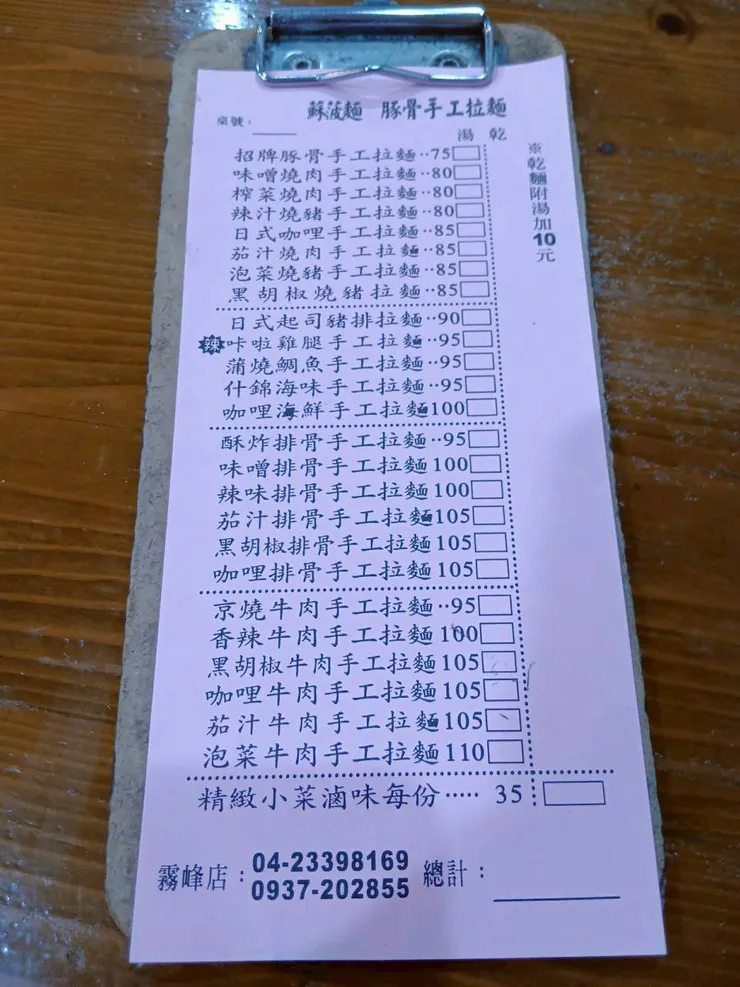 蘇菠麵 豚骨手工拉麵
桌號:
湯 乾
招牌豚骨手工拉麵··75
味噌燒肉手工拉麵··80
榨菜燒肉手工拉麵··80
辣汁燒豬手工拉麵··80
日式咖哩手工拉麵··85
茄汁燒肉手工拉麵··85
泡菜燒豬手工拉麵··85
黑胡椒燒豬拉麵··85
日式起司豬排拉麵··90
辣 咔啦雞腿手工拉麵··95
蒲燒鯛魚手工拉麵··95
什錦海味手工拉麵··95
咖哩海鮮手工拉麵100
酥炸排骨手工拉麵··95
味噌排骨手工拉麵100
辣味排骨手工拉麵100
茄汁排骨手工拉麵105
黑胡椒排骨手工拉麵105
咖哩排骨手工拉麵105
京燒牛肉手工拉麵··95
香辣牛肉手工拉麵100
黑胡椒牛肉手工拉麵105
咖哩牛肉手工拉麵105
茄汁牛肉手工拉麵105
泡菜牛肉手工拉麵110
精緻小菜滷味每份····· 35
※乾麵附湯加10元
霧峰店:04-23398169
0937-202855
總計: